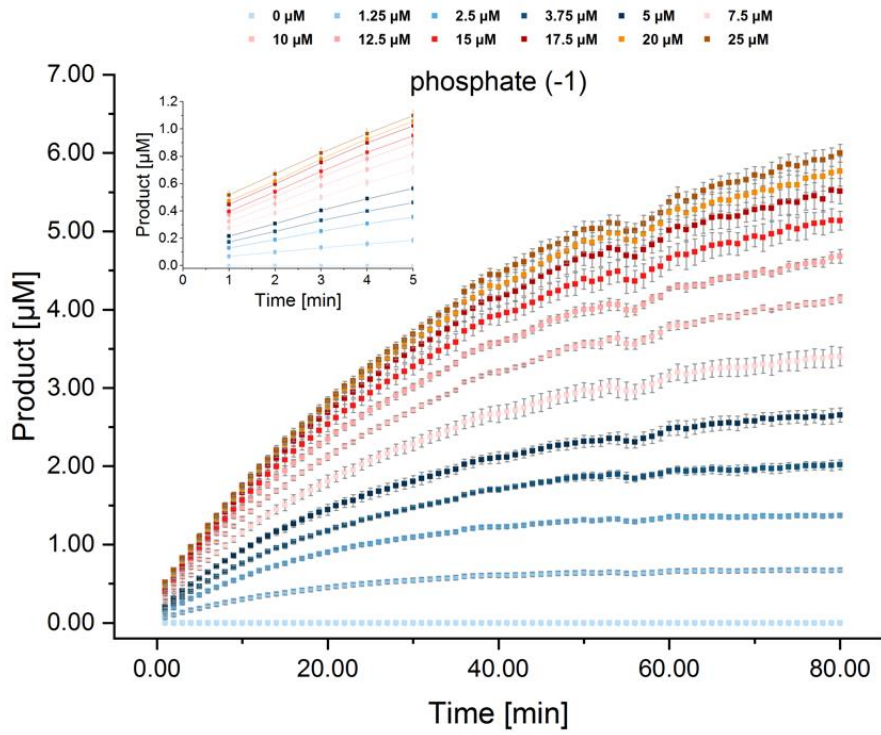 0 µM 1.25 µM 2.5 µM 3.75 µM 5 µM 7.5 µM
10 µM 12.5 µM 15 µM 17.5 µM 20 µM 25 µM
phosphate (-1)
7.00
6.00
5.00
4.00
3.00
2.00
1.00
0.00
Product [µM]
0.00 20.00 40.00 60.00 80.00
Time [min]
1.2
1.0
0.8
0.6
0.4
0.2
0.0
Product [µM]
0 1 2 3 4 5
Time [min]